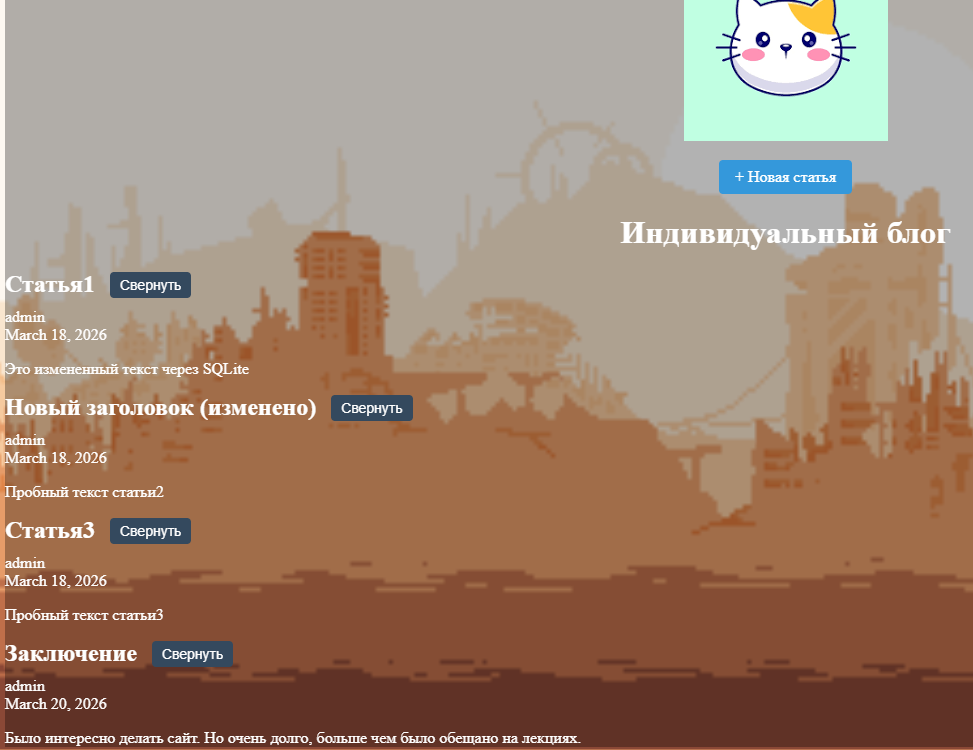 + Новая статья
Индивидуальный блог
Статья1 Свернуть
admin
March 18, 2026
Это измененный текст через SQLite
Новый заголовок (изменено) Свернуть
admin
March 18, 2026
Пробный текст статьи2
Статья3 Свернуть
admin
March 18, 2026
Пробный текст статьи3
Заключение Свернуть
admin
March 20, 2026
Было интересно делать сайт. Но очень долго, больше чем было обещано на лекциях.